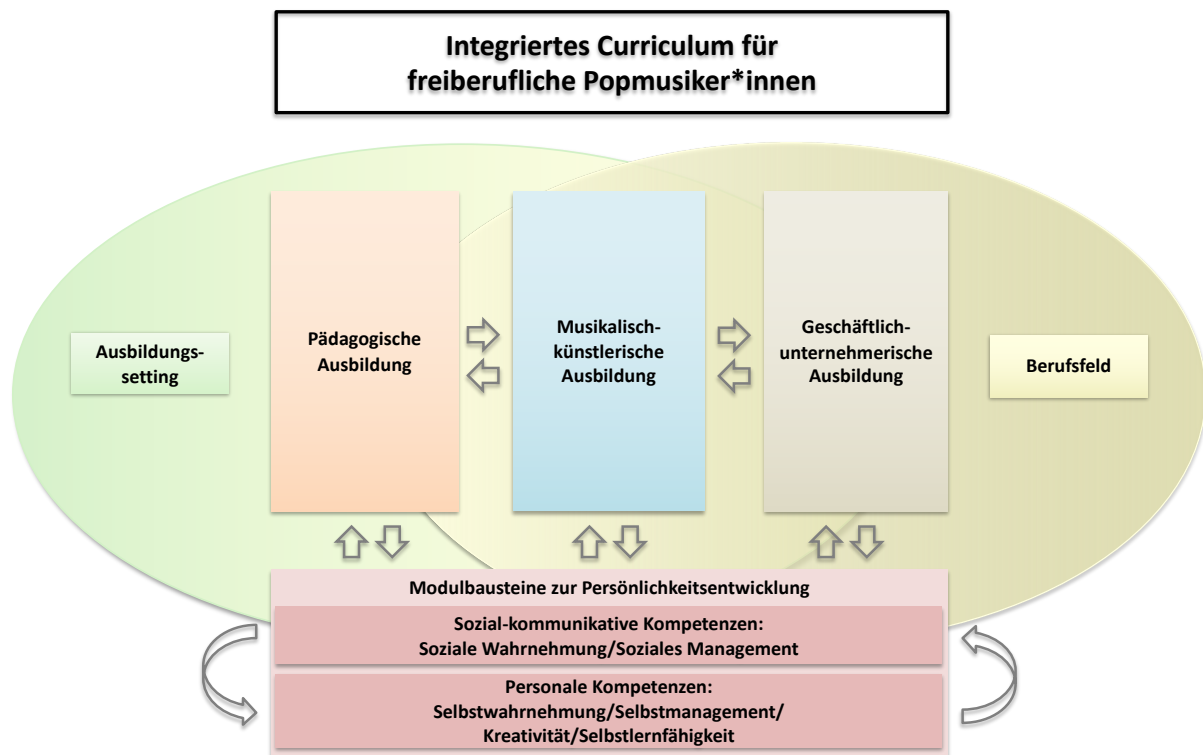 Integriertes Curriculum für
freiberufliche Popmusiker*innen
Ausbildungs-
setting
Pädagogische
Ausbildung
Musikalisch-
künstlerische
Ausbildung
Geschäftlich-
unternehmerische
Ausbildung
Berufsfeld
Modulbausteine zur Persönlichkeitsentwicklung
Sozial-kommunikative Kompetenzen:
Soziale Wahrnehmung/Soziales Management
Personale Kompetenzen:
Selbstwahrnehmung/Selbstmanagement/
Kreativität/Selbstlernfähigkeit